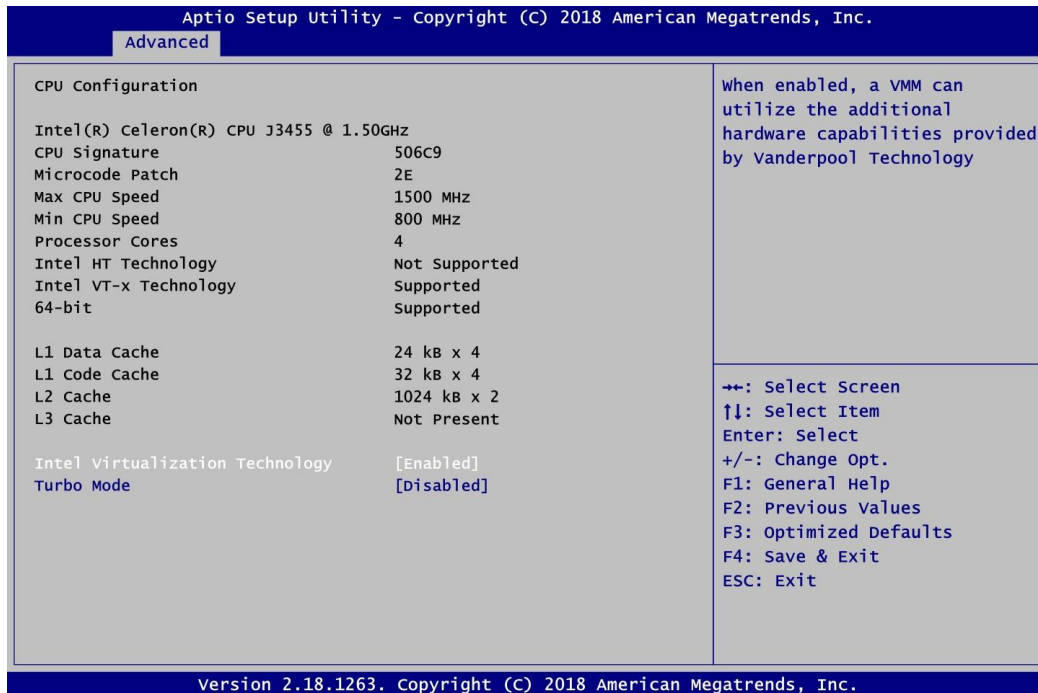 Aptio Setup Utility - Copyright (C) 2018 American Megatrends, Inc.
Advanced
CPU Configuration
Intel(R) Celeron(R) CPU J3455 @ 1.50GHz
CPU Signature 506C9
Microcode Patch 2E
Max CPU Speed 1500 MHz
Min CPU Speed 800 MHz
Processor Cores 4
Intel HT Technology Not Supported
Intel VT-x Technology Supported
64-bit Supported
L1 Data Cache 24 kB x 4
L1 Code Cache 32 kB x 4
L2 Cache 1024 kB x 2
L3 Cache Not Present
Intel Virtualization Technology [Enabled]
Turbo Mode [Disabled]
When enabled, a VMM can
utilize the additional
hardware capabilities provided
by Vanderpool Technology
→←: Select Screen
↑↓: Select Item
Enter: Select
+/-: Change Opt.
F1: General Help
F2: Previous Values
F3: Optimized Defaults
F4: Save & Exit
ESC: Exit
Version 2.18.1263. Copyright (C) 2018 American Megatrends, Inc.